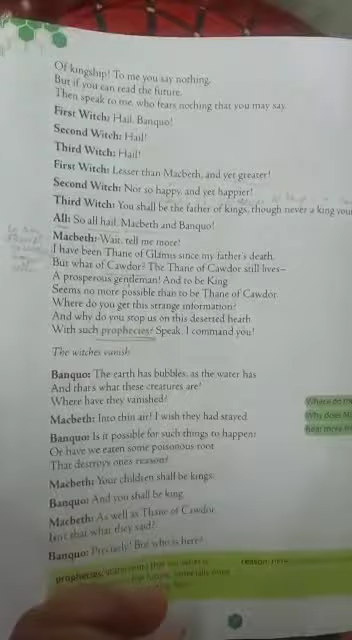 Of kingship! To me you say nothing.
But if you can read the future,
Then speak to me, who fears nothing that you may say.
First Witch: Hail, Banquo!
Second Witch: Hail!
Third Witch: Hail!
First Witch: Lesser than Macbeth, and yet greater!
Second Witch: Not so happy, and yet happier!
Third Witch: You shall be the father of kings, though never a king your
All: So all hail, Macbeth and Banquo!
Macbeth: Wait, tell me more!
I have been Thane of Glamis since my father's death.
But what of Cawdor? The Thane of Cawdor still lives–
A prosperous gentleman! And to be King
Seems no more possible than to be Thane of Cawdor.
Where do you get this strange information?
And why do you stop us on this deserted heath
With such prophecies? Speak, I command you!
The witches vanish
Banquo: The earth has bubbles, as the water has
And that's what these creatures are!
Where have they vanished?
Macbeth: Into thin air! I wish they had stayed.
Banquo: Is it possible for such things to happen?
Or have we eaten some poisonous root
That destroys one's reason?
Macbeth: Your children shall be kings.
Banquo: And you shall be king.
Macbeth: As well as Thane of Cawdor.
Isn't that what they said?
Banquo: Precisely! But who is here?
Where do
Why does
hear more
prophecies: statements that say what is
the future, especially
reason: